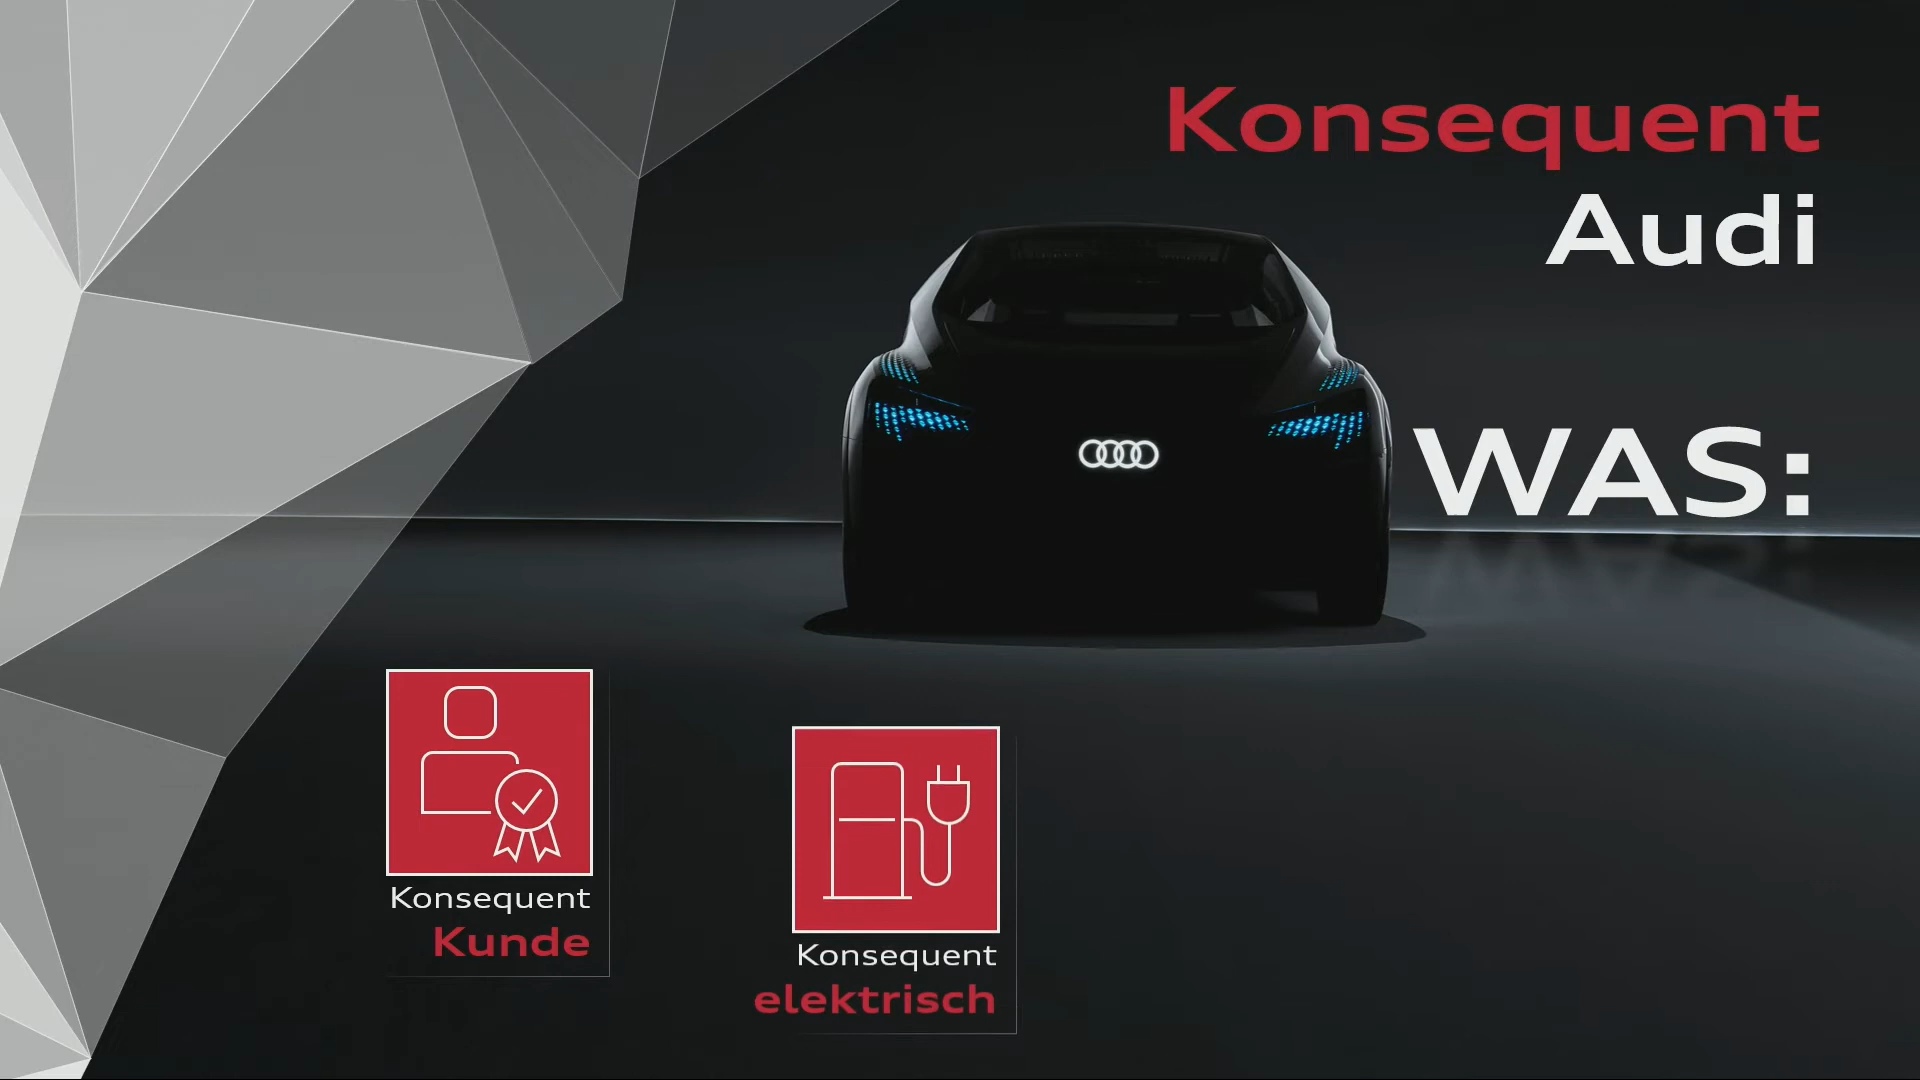 Konsequent
Audi
WAS:
Konsequent
Kunde
Konsequent
elektrisch